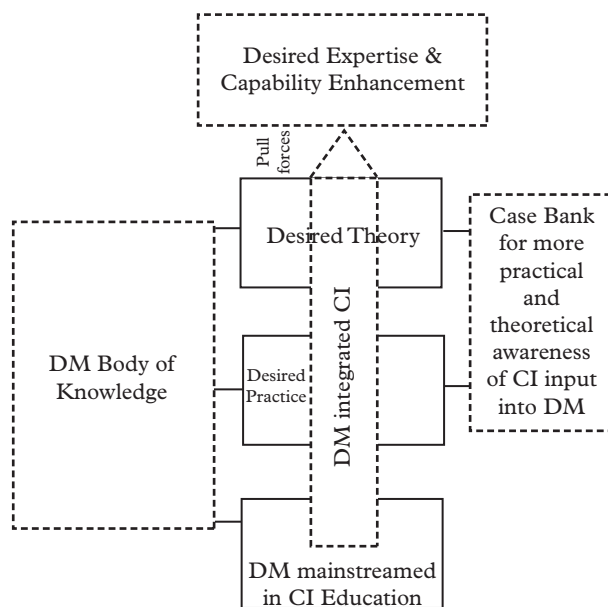 Desired Expertise &
Capability Enhancement
Pull
forces
Desired Theory
DM Body of
Knowledge
Desired
Practice
DM integrated CI
Case Bank
for more
practical
and
theoretical
awareness
of CI input
into DM
DM mainstreamed
in CI Education